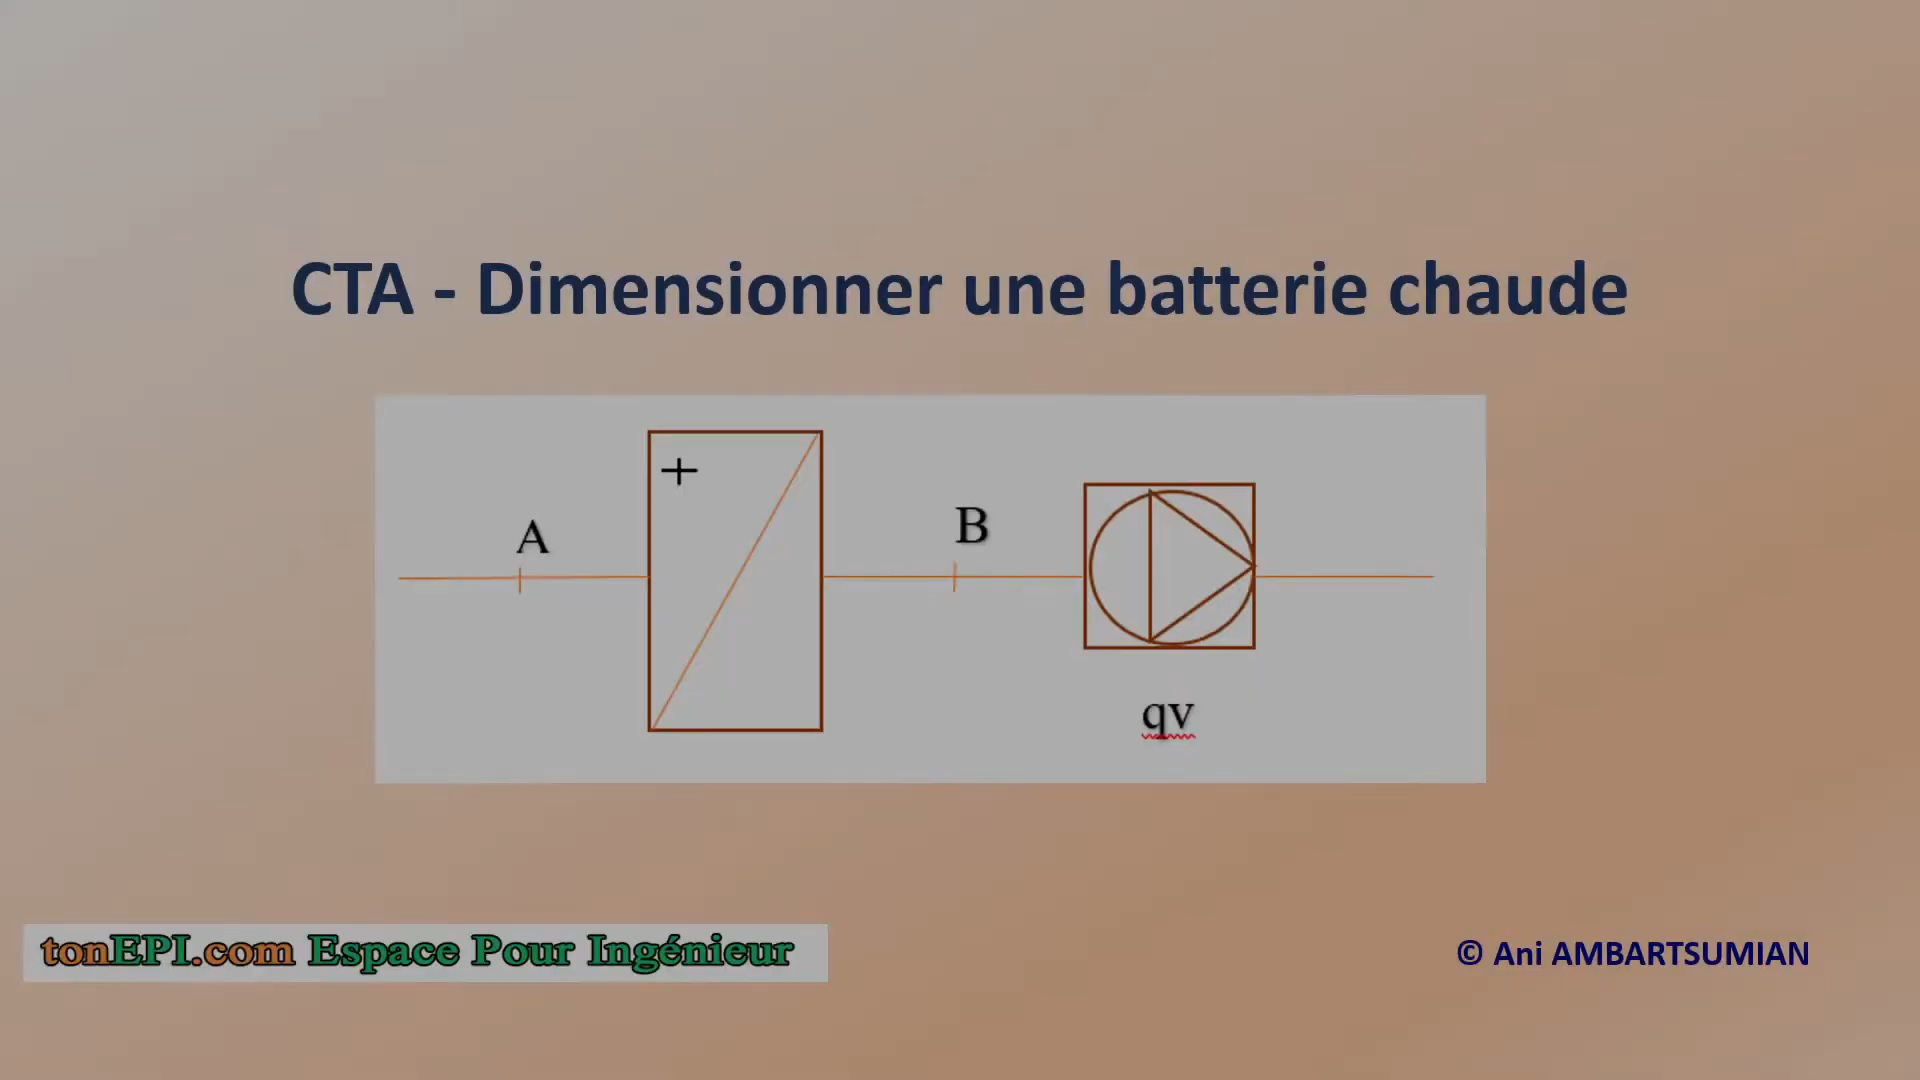 CTA - Dimensionner une batterie chaude
+
A
B
qv
tonEPI.com Espace Pour Ingénieur
© Ani AMBARTSUMIAN